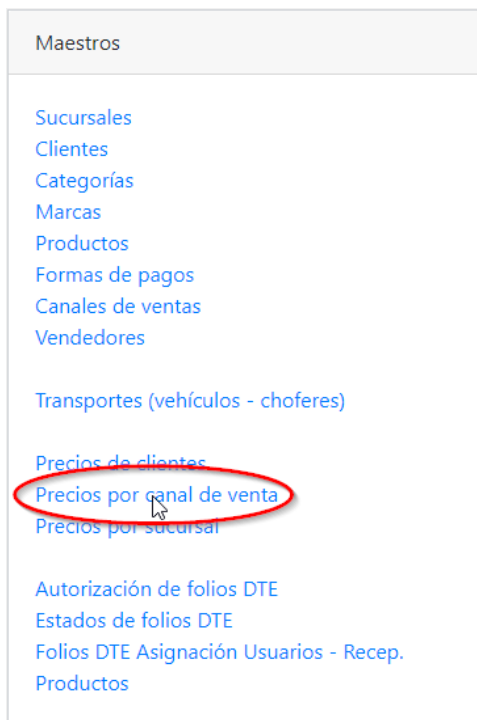 Maestros
Sucursales
Clientes
Categorías
Marcas
Productos
Formas de pagos
Canales de ventas
Vendedores
Transportes (vehículos - choferes)
Precios de clientes
Precios por canal de venta
Precios por sucursal
Autorización de folios DTE
Estados de folios DTE
Folios DTE Asignación Usuarios - Recep.
Productos